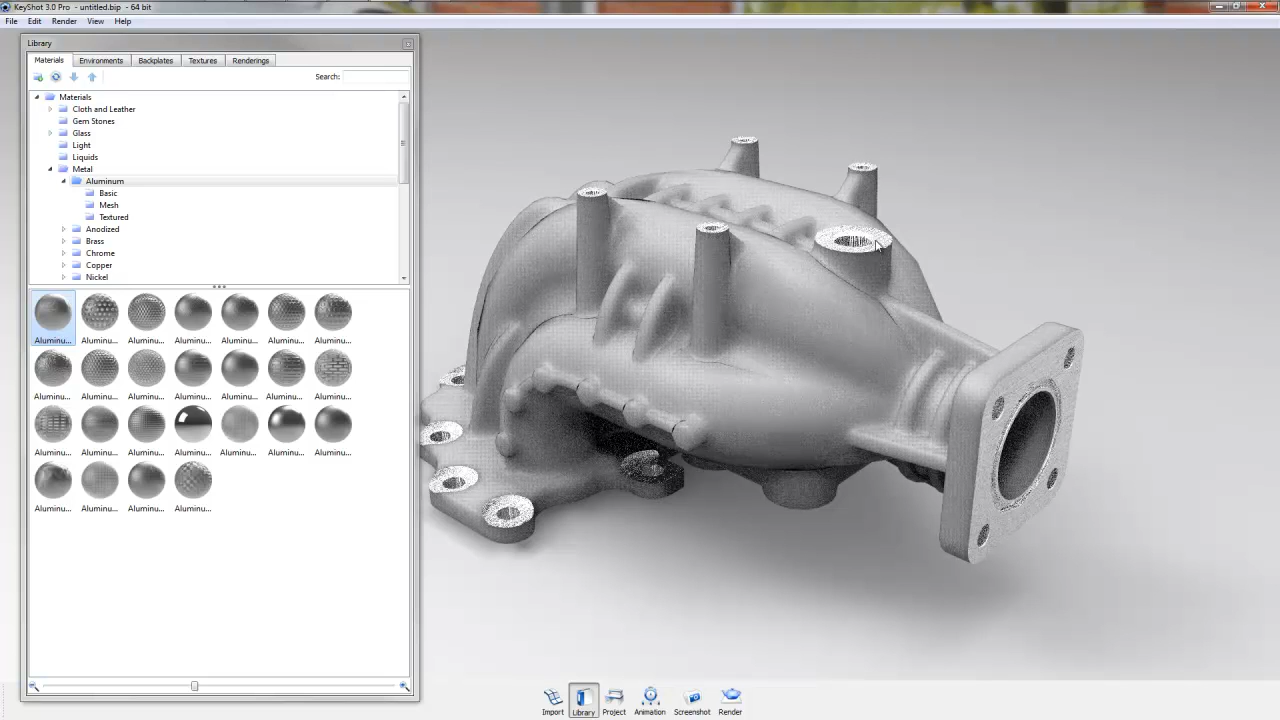 KeyShot 3.0 Pro - untitled.bip - 64 bit
File Edit Render View Help
Library
Materials Environments Backplates Textures Renderings
Search:
Materials
Cloth and Leather
Gem Stones
Glass
Light
Liquids
Metal
Aluminum
Basic
Mesh
Textured
Anodized
Brass
Chrome
Copper
Nickel
Aluminu... Aluminu... Aluminu... Aluminu... Aluminu... Aluminu... Aluminu...
Aluminu... Aluminu... Aluminu... Aluminu... Aluminu... Aluminu... Aluminu...
Aluminu... Aluminu... Aluminu... Aluminu... Aluminu... Aluminu... Aluminu...
Aluminu... Aluminu... Aluminu... Aluminu...
Import Library Project Animation Screenshot Render